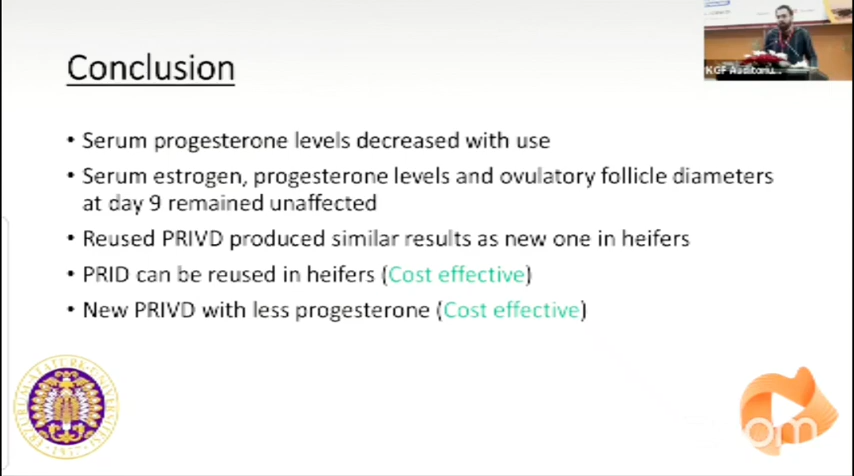 Conclusion
• Serum progesterone levels decreased with use
• Serum estrogen, progesterone levels and ovulatory follicle diameters
at day 9 remained unaffected
• Reused PRIVD produced similar results as new one in heifers
• PRID can be reused in heifers (Cost effective)
• New PRIVD with less progesterone (Cost effective)
1957